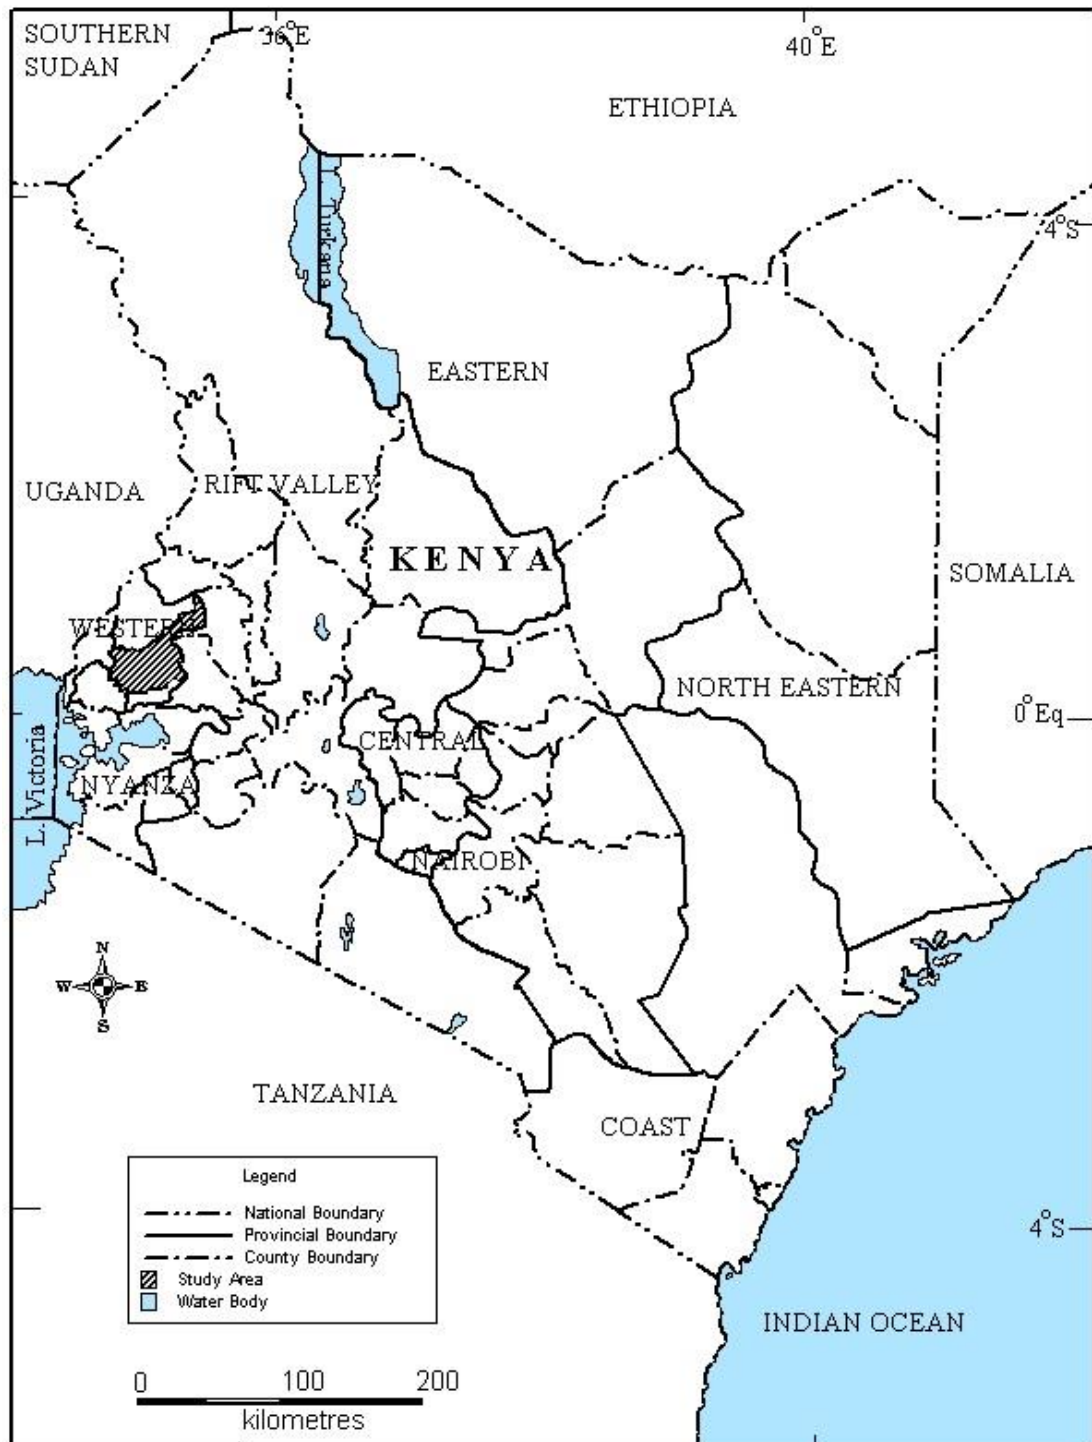 SOUTHERN
SUDAN
36°E
40°E
ETHIOPIA
4°S
L. Turkana
EASTERN
UGANDA
RIFT VALLEY
KENYA
SOMALIA
WESTERN
NORTH EASTERN
0°Eq
CENTRAL
L. Victoria
NYANZA
NAIROBI
N
W E
S
TANZANIA
COAST
Legend
National Boundary
Provincial Boundary
County Boundary
Study Area
Water Body
4°S
INDIAN OCEAN
0 100 200
kilometres